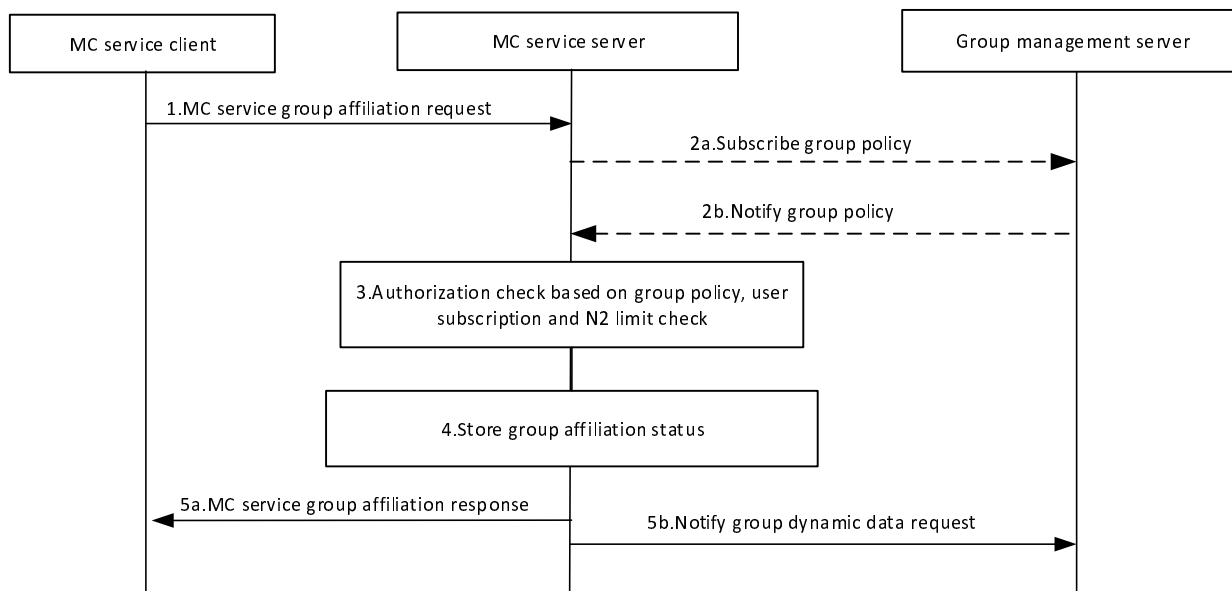 MC service client
MC service server
Group management server
1.MC service group affiliation request
2a.Subscribe group policy
2b.Notify group policy
3.Authorization check based on group policy, user
subscription and N2 limit check
4.Store group affiliation status
5a.MC service group affiliation response
5b.Notify group dynamic data request